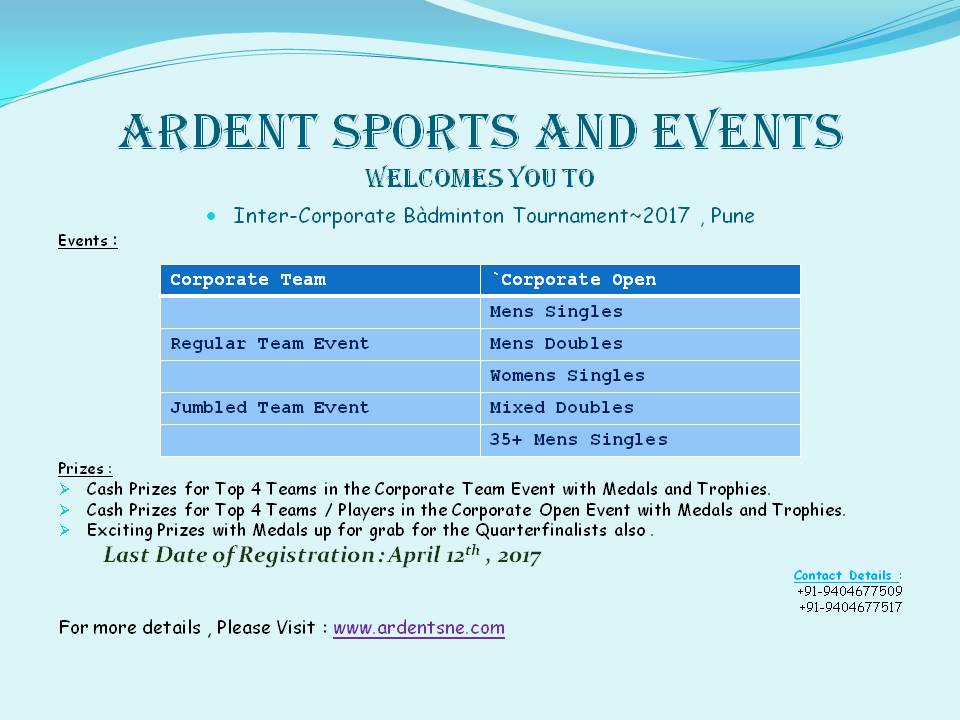 ARDENT SPORTS AND EVENTS
WELCOMES YOU TO
• Inter-Corporate Bàdminton Tournament~2017 , Pune
Events :
Corporate Team `Corporate Open
Mens Singles
Regular Team Event Mens Doubles
Womens Singles
Jumbled Team Event Mixed Doubles
35+ Mens Singles
Prizes :
➢ Cash Prizes for Top 4 Teams in the Corporate Team Event with Medals and Trophies.
➢ Cash Prizes for Top 4 Teams / Players in the Corporate Open Event with Medals and Trophies.
➢ Exciting Prizes with Medals up for grab for the Quarterfinalists also .
Last Date of Registration : April 12th , 2017
Contact Details :
+91-9404677509
+91-9404677517
For more details , Please Visit : www.ardentsne.com